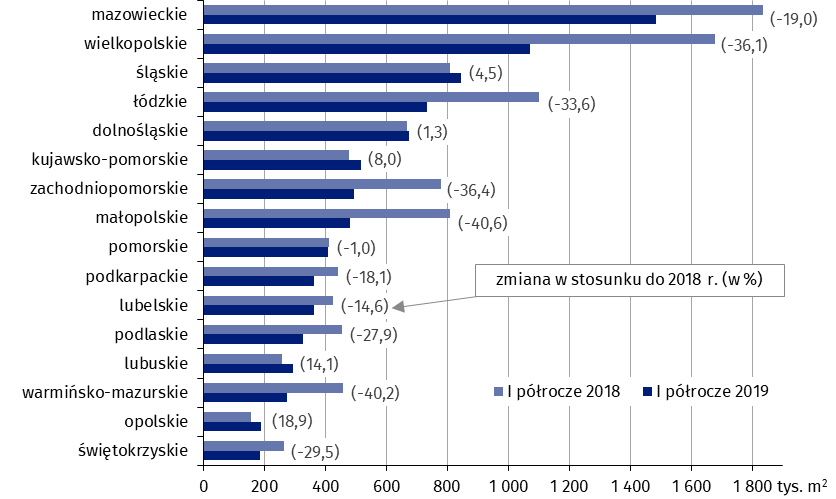 mazowieckie (-19,0)
wielkopolskie (-36,1)
śląskie (4,5)
łódzkie (-33,6)
dolnośląskie (1,3)
kujawsko-pomorskie (8,0)
zachodniopomorskie (-36,4)
małopolskie (-40,6)
pomorskie (-1,0)
podkarpackie (-18,1)
zmiana w stosunku do 2018 r. (w %)
lubelskie (-14,6)
podlaskie (-27,9)
lubuskie (14,1)
warmińsko-mazurskie (-40,2)
I półrocze 2018 I półrocze 2019
opolskie (18,9)
świętokrzyskie (-29,5)
0 200 400 600 800 1 000 1 200 1 400 1 600 1 800 tys. m²